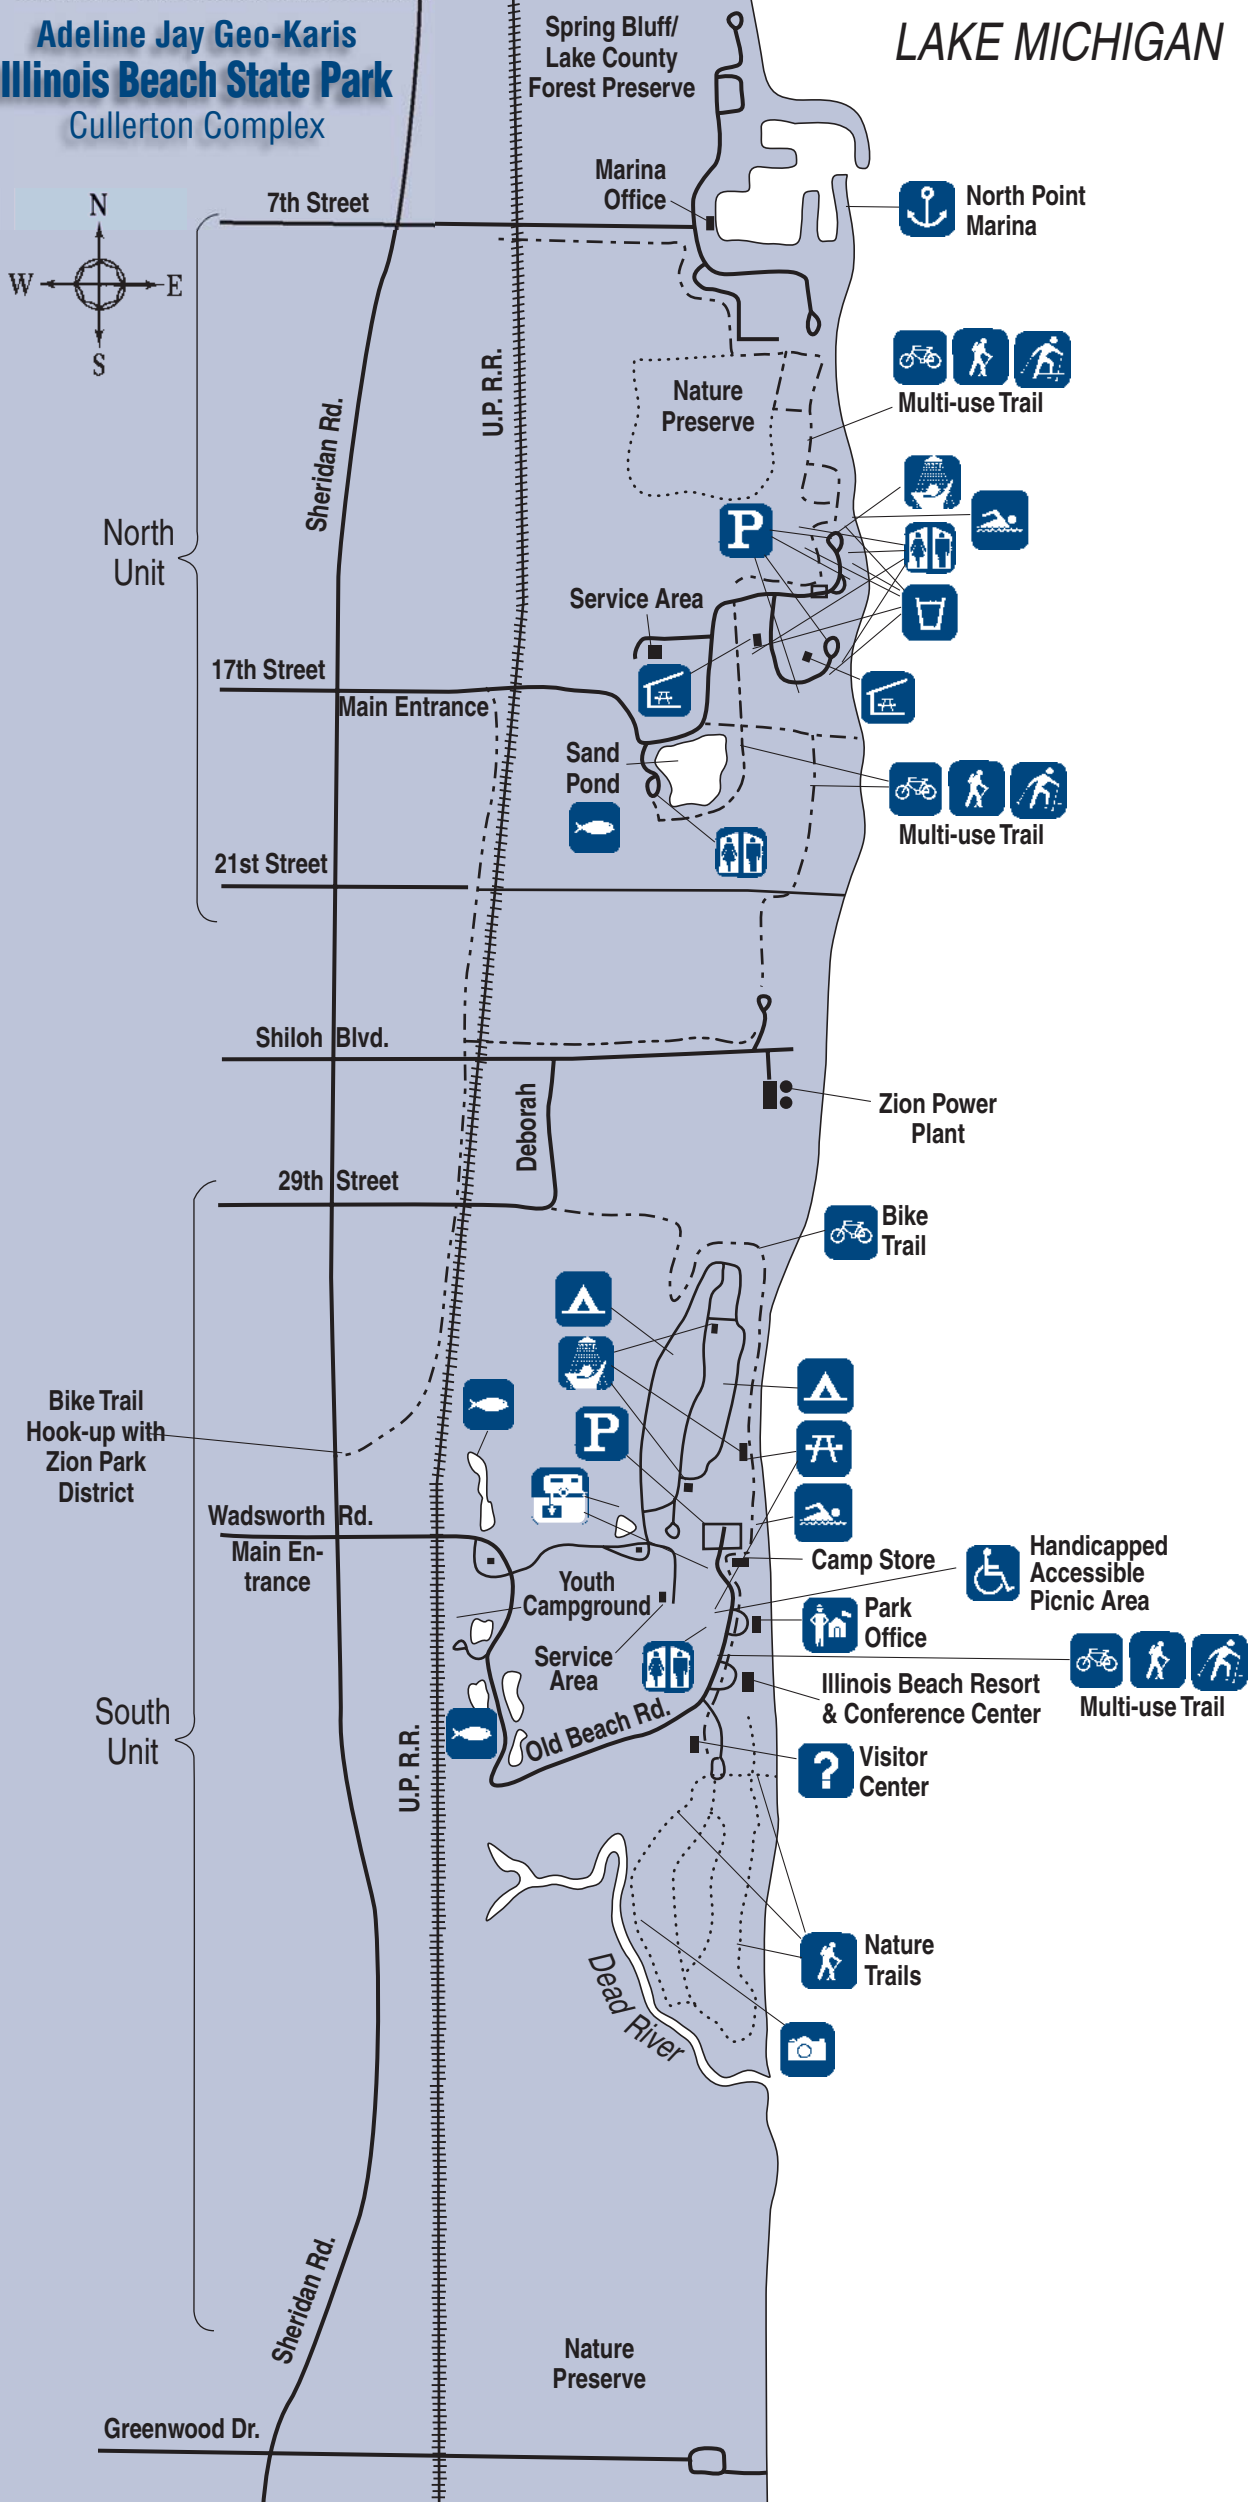 Adeline Jay Geo-Karis
Illinois Beach State Park
Cullerton Complex
LAKE MICHIGAN
Spring Bluff/
Lake County
Forest Preserve
Marina
Office
North Point
Marina
N
W
E
S
7th Street
U.P. R.R.
Nature
Preserve
Multi-use Trail
Sheridan Rd.
North
Unit
P
Service Area
17th Street
Main Entrance
Sand
Pond
Multi-use Trail
21st Street
Shiloh Blvd.
Deborah
Zion Power
Plant
29th Street
Bike
Trail
Bike Trail
Hook-up with
Zion Park
District
P
Wadsworth Rd.
Main En-
trance
Youth
Campground
Camp Store
Handicapped
Accessible
Picnic Area
Park
Office
Service
Area
Illinois Beach Resort
& Conference Center
Multi-use Trail
South
Unit
Old Beach Rd.
U.P. R.R.
?
Visitor
Center
Nature
Trails
Dead River
Sheridan Rd.
Nature
Preserve
Greenwood Dr.